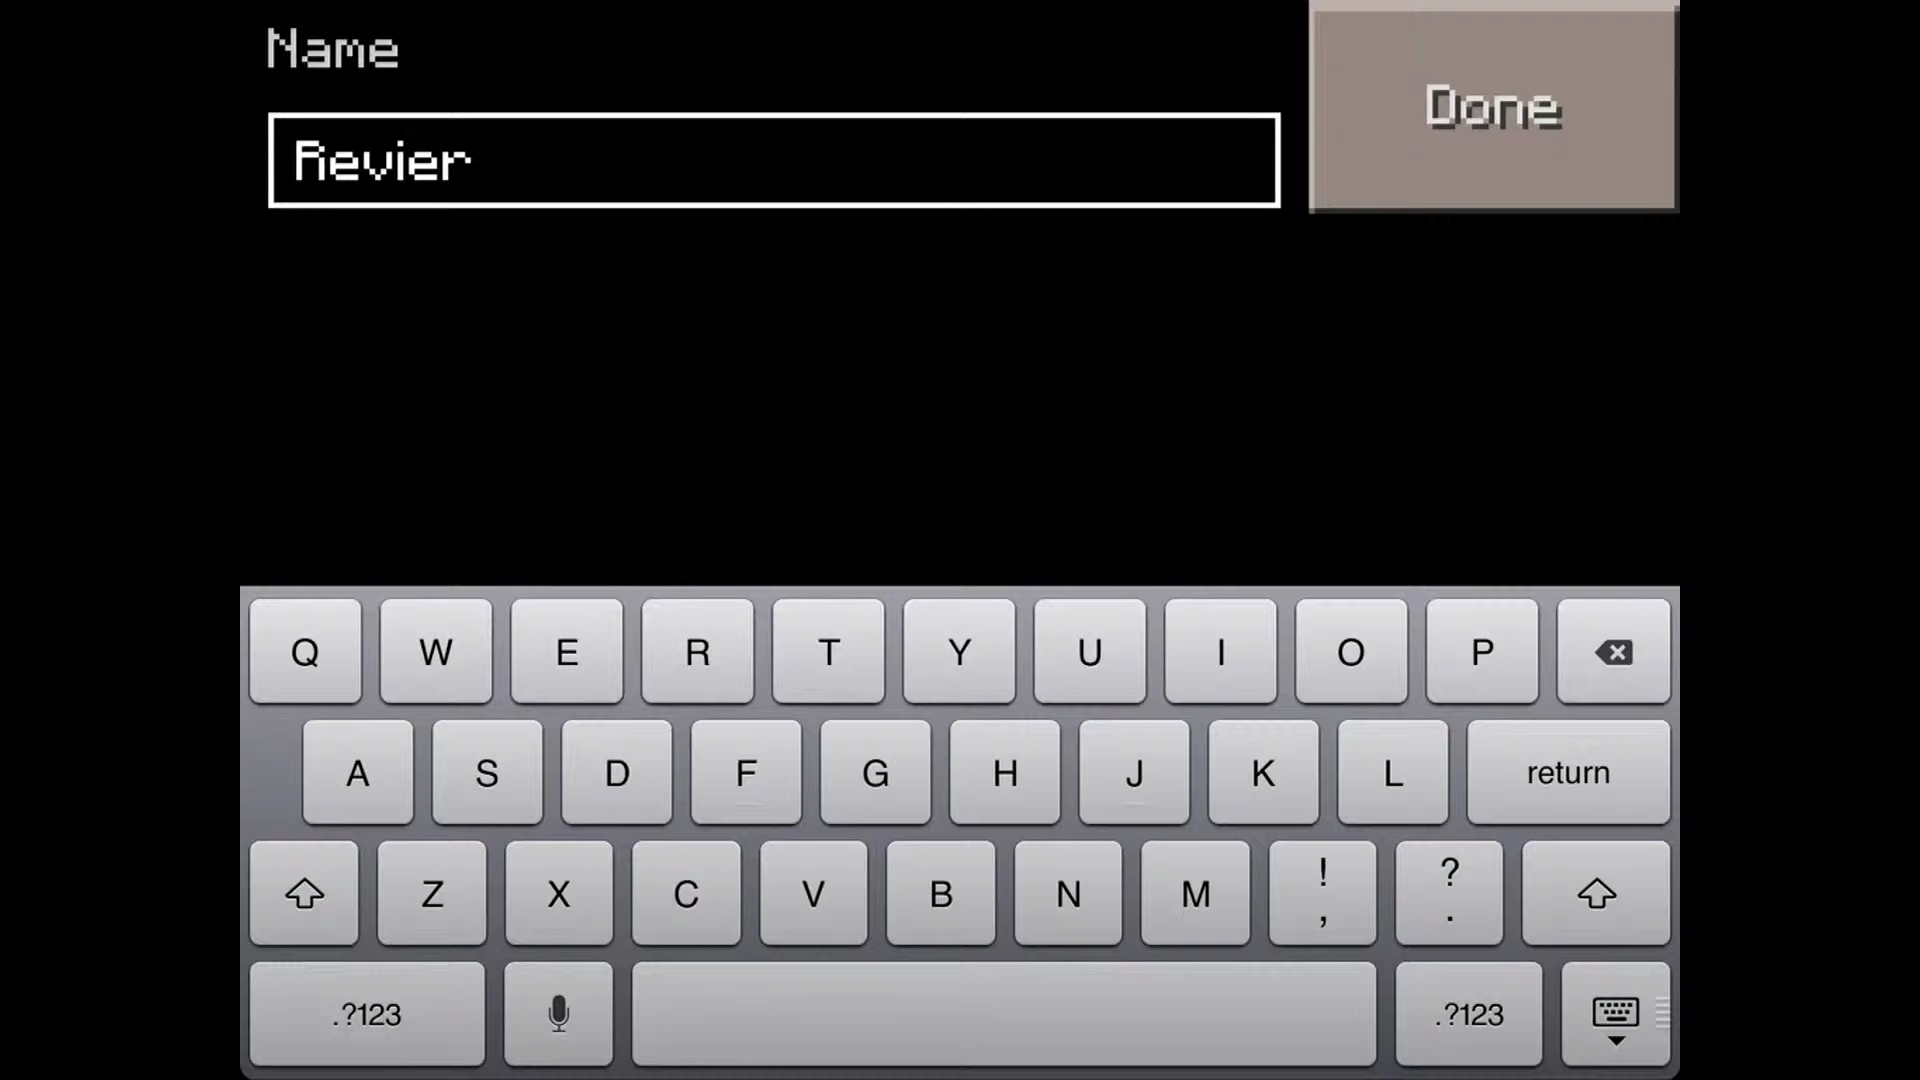 Name
Done
Revier
Q W E R T Y U I O P
A S D F G H J K L return
Z X C V B N M ! , ? .
.?123 .?123